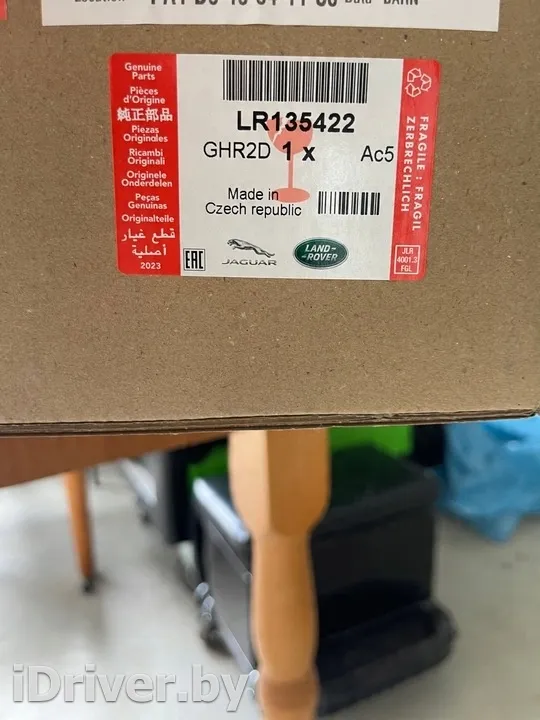 Genuine
Parts
Pièces
d'Origine
純正部品
Piezas
Originales
Ricambi
Originali
Originele
Onderdelen
Peças
Genuinas
Originalteile
قطع غيار
أصلية
2023
LR135422
GHR2D 1 x Ac5
Made in
Czech republic
EAC
JAGUAR
LAND-
ROVER
FRAGILE : FRAGIL
ZERBRECHLICH
JLR
4001.3
FGL
iDriver.by